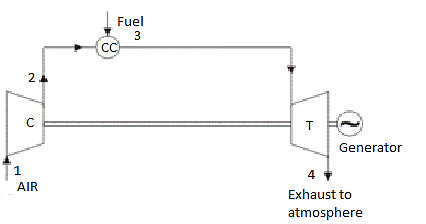 Fuel
3
CC
2
C
T
Generator
1
AIR
4
Exhaust to
atmosphere